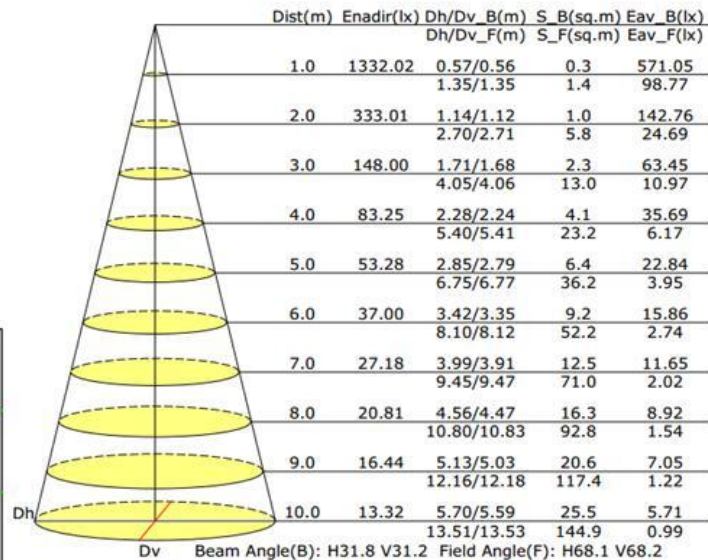 Dist(m) Enadir(lx) Dh/Dv_B(m) S_B(sq.m) Eav_B(lx)
Dh/Dv_F(m) S_F(sq.m) Eav_F(lx)
1.0 1332.02 0.57/0.56 0.3 571.05
1.35/1.35 1.4 98.77
2.0 333.01 1.14/1.12 1.0 142.76
2.70/2.71 5.8 24.69
3.0 148.00 1.71/1.68 2.3 63.45
4.05/4.06 13.0 10.97
4.0 83.25 2.28/2.24 4.1 35.69
5.40/5.41 23.2 6.17
5.0 53.28 2.85/2.79 6.4 22.84
6.75/6.77 36.2 3.95
6.0 37.00 3.42/3.35 9.2 15.86
8.10/8.12 52.2 2.74
7.0 27.18 3.99/3.91 12.5 11.65
9.45/9.47 71.0 2.02
8.0 20.81 4.56/4.47 16.3 8.92
10.80/10.83 92.8 1.54
9.0 16.44 5.13/5.03 20.6 7.05
12.16/12.18 117.4 1.22
Dh 10.0 13.32 5.70/5.59 25.5 5.71
13.51/13.53 144.9 0.99
Dv Beam Angle(B): H31.8 V31.2 Field Angle(F): H68.1 V68.2